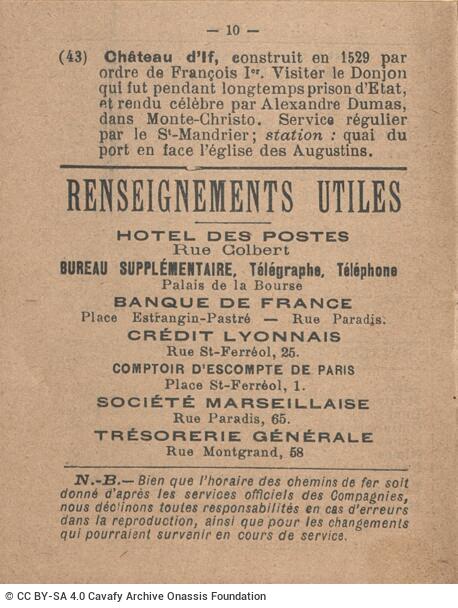 — 10 —
(43) Château d'If, construit en 1529 par
ordre de François Ier. Visiter le Donjon
qui fut pendant longtemps prison d'Etat,
et rendu célèbre par Alexandre Dumas,
dans Monte-Christo. Service régulier
par le St-Mandrier; station : quai du
port en face l'église des Augustins.
RENSEIGNEMENTS UTILES
HOTEL DES POSTES
Rue Colbert
BUREAU SUPPLÉMENTAIRE, Télégraphe, Téléphone
Palais de la Bourse
BANQUE DE FRANCE
Place Estrangin-Pastré — Rue Paradis.
CRÉDIT LYONNAIS
Rue St-Ferréol, 25.
COMPTOIR D'ESCOMPTE DE PARIS
Place St-Ferréol, 1.
SOCIÉTÉ MARSEILLAISE
Rue Paradis, 65.
TRÉSORERIE GÉNÉRALE
Rue Montgrand, 58
N.-B.— Bien que l'horaire des chemins de fer soit
donné d'après les services officiels des Compagnies,
nous déclinons toutes responsabilités en cas d'erreurs
dans la reproduction, ainsi que pour les changements
qui pourraient survenir en cours de service.
© CC BY-SA 4.0 Cavafy Archive Onassis Foundation